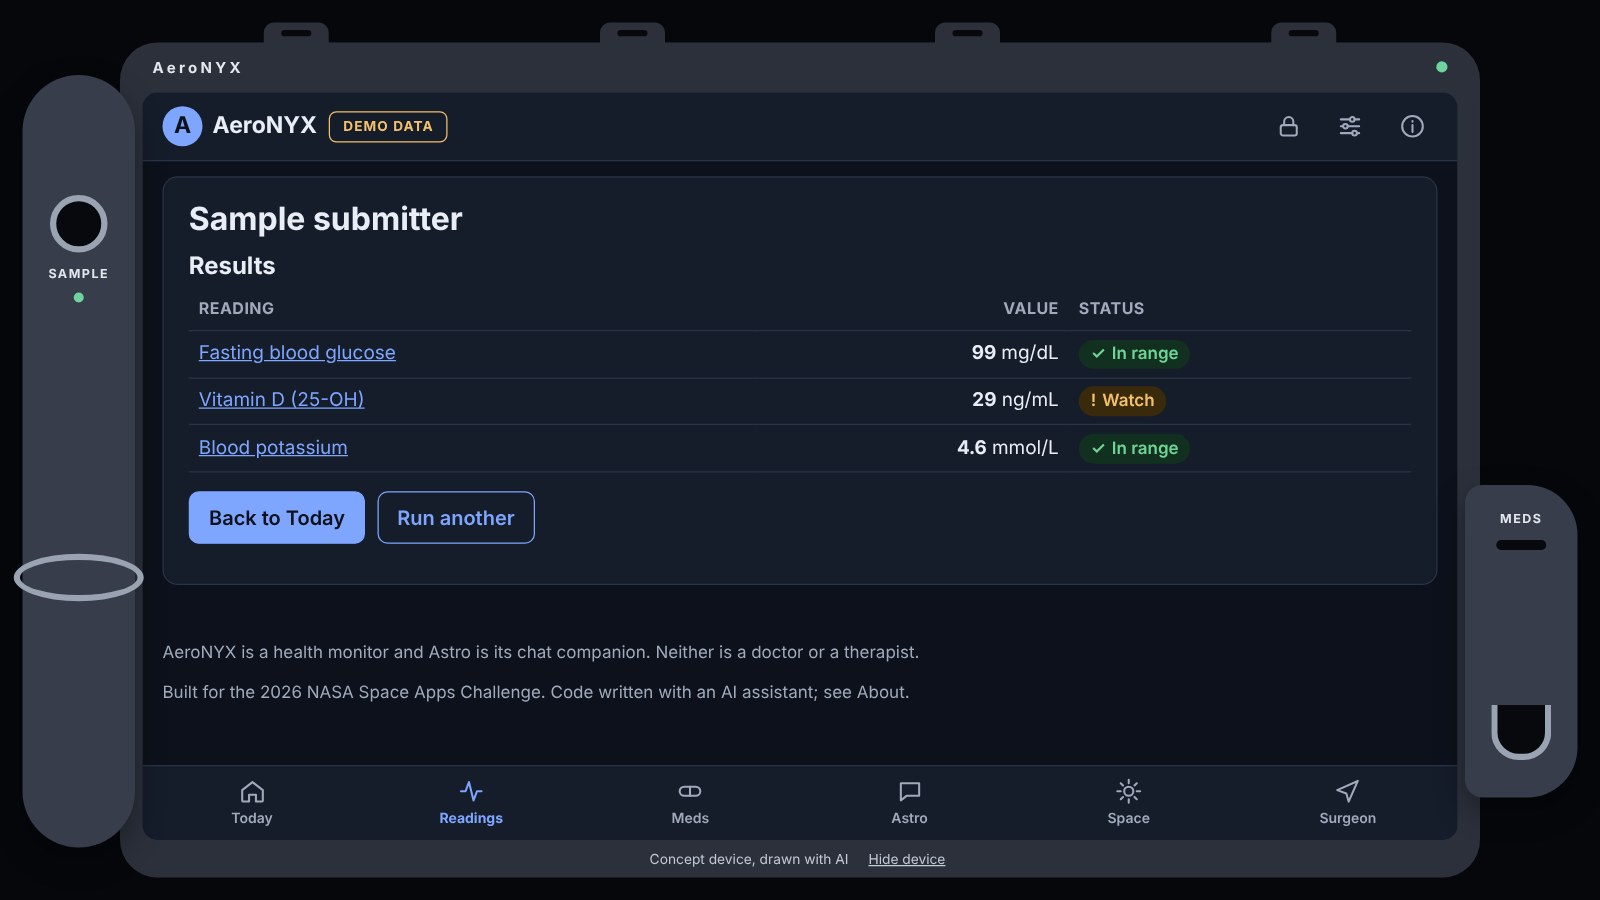 AeroNYX
A AeroNYX DEMO DATA
SAMPLE
Sample submitter
Results
READING VALUE STATUS
Fasting blood glucose 99 mg/dL ✓ In range
Vitamin D (25-OH) 29 ng/mL ! Watch
Blood potassium 4.6 mmol/L ✓ In range
Back to Today Run another
MEDS
AeroNYX is a health monitor and Astro is its chat companion. Neither is a doctor or a therapist.
Built for the 2026 NASA Space Apps Challenge. Code written with an AI assistant; see About.
Today Readings Meds Astro Space Surgeon
Concept device, drawn with AI Hide device